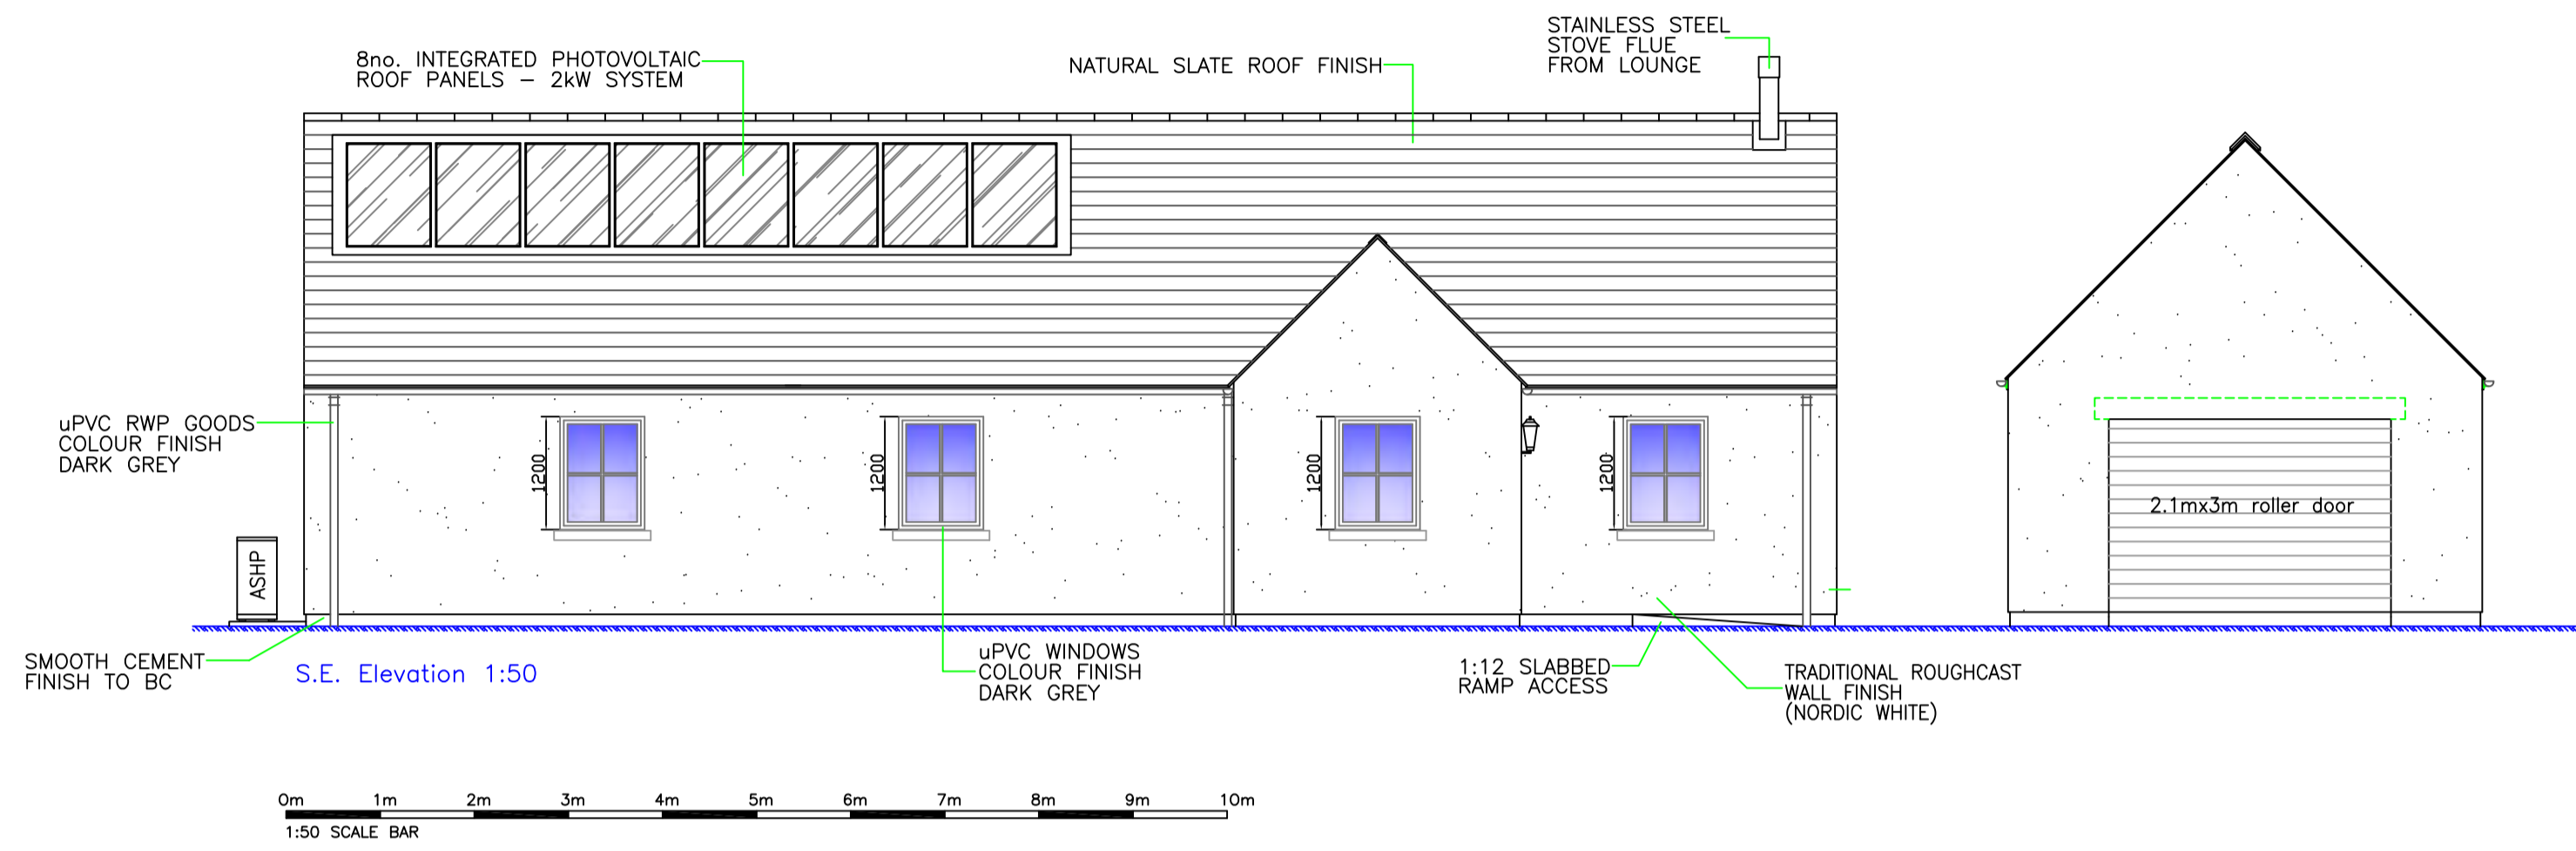 8no. INTEGRATED PHOTOVOLTAIC
ROOF PANELS – 2kW SYSTEM
NATURAL SLATE ROOF FINISH
STAINLESS STEEL
STOVE FLUE
FROM LOUNGE
uPVC RWP GOODS
COLOUR FINISH
DARK GREY
1200
1200
1200
1200
2.1mx3m roller door
ASHP
SMOOTH CEMENT
FINISH TO BC
S.E. Elevation 1:50
uPVC WINDOWS
COLOUR FINISH
DARK GREY
1:12 SLABBED
RAMP ACCESS
TRADITIONAL ROUGHCAST
WALL FINISH
(NORDIC WHITE)
0m 1m 2m 3m 4m 5m 6m 7m 8m 9m 10m
1:50 SCALE BAR